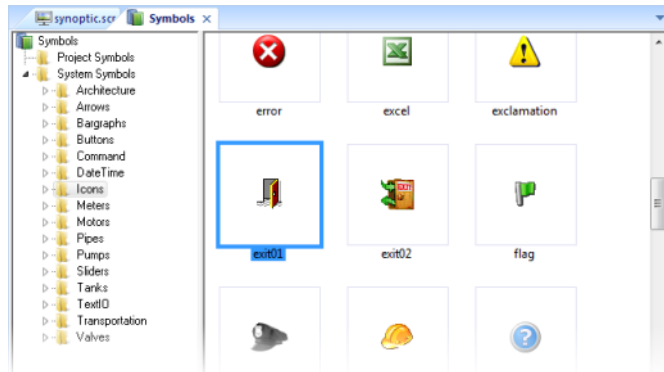 synoptic.scr Symbols
Symbols
Project Symbols
System Symbols
Architecture
Arrows
Bargraphs
Buttons
Command
DateTime
Icons
Meters
Motors
Pipes
Pumps
Sliders
Tanks
TextIO
Transportation
Valves
error excel exclamation
exit01 exit02 flag